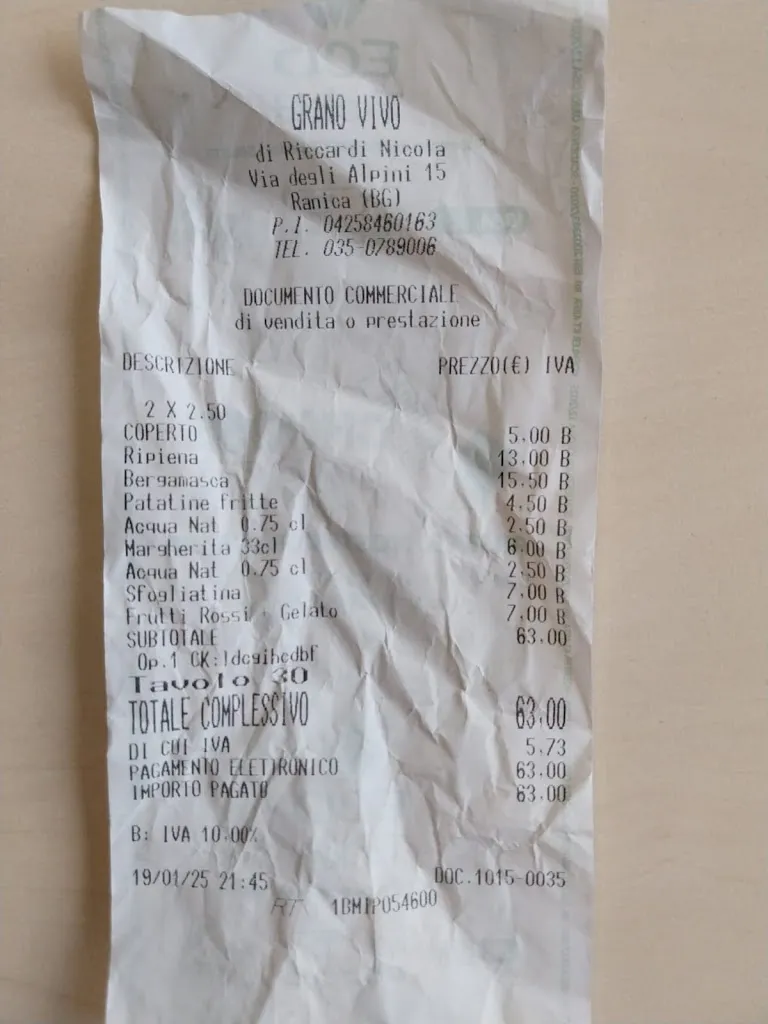 GRANO VIVO
di Riccardi Nicola
Via degli Alpini 15
Ranica (BG)
P.I. 04258460163
TEL. 035-0789006
DOCUMENTO COMMERCIALE
di vendita o prestazione
DESCRIZIONE PREZZO(€) IVA
2 X 2.50
COPERTO 5.00 B
Ripiena 13.00 B
Bergamasca 15.50 B
Patatine fritte 4.50 B
Acqua Nat 0.75 cl 2.50 B
Margherita 33cl 6.00 B
Acqua Nat 0.75 cl 2.50 B
Sfogliatina 7.00 B
Frutti Rossi + Gelato 7.00 B
SUBTOTALE 63.00
Op.1 CK:
Tavolo 30
TOTALE COMPLESSIVO 63.00
DI CUI IVA 5.73
PAGAMENTO ELETTRONICO 63.00
IMPORTO PAGATO 63.00
B: IVA 10.00%
19/01/25 21:45 DOC.1015-0035
RT 1BMIP054600